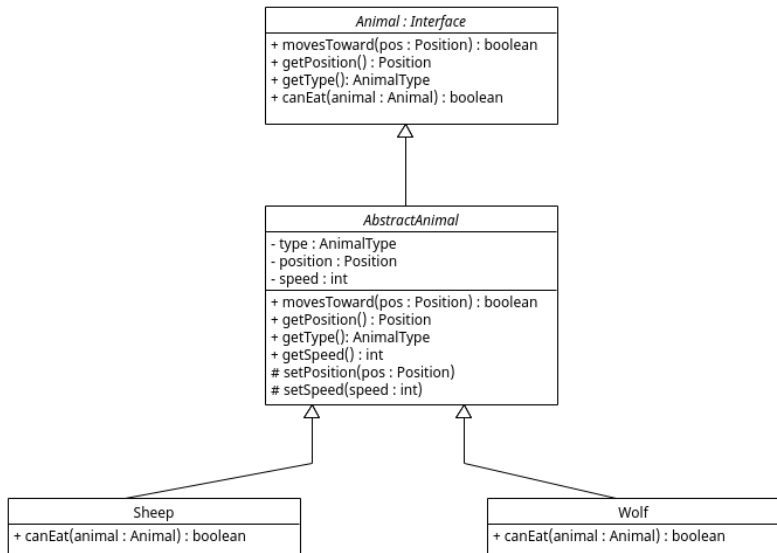 Animal : Interface
+ movesToward(pos : Position) : boolean
+ getPosition() : Position
+ getType(): AnimalType
+ canEat(animal : Animal) : boolean
AbstractAnimal
- type : AnimalType
- position : Position
- speed : int
+ movesToward(pos : Position) : boolean
+ getPosition() : Position
+ getType(): AnimalType
+ getSpeed() : int
# setPosition(pos : Position)
# setSpeed(speed : int)
Sheep
+ canEat(animal : Animal) : boolean
Wolf
+ canEat(animal : Animal) : boolean